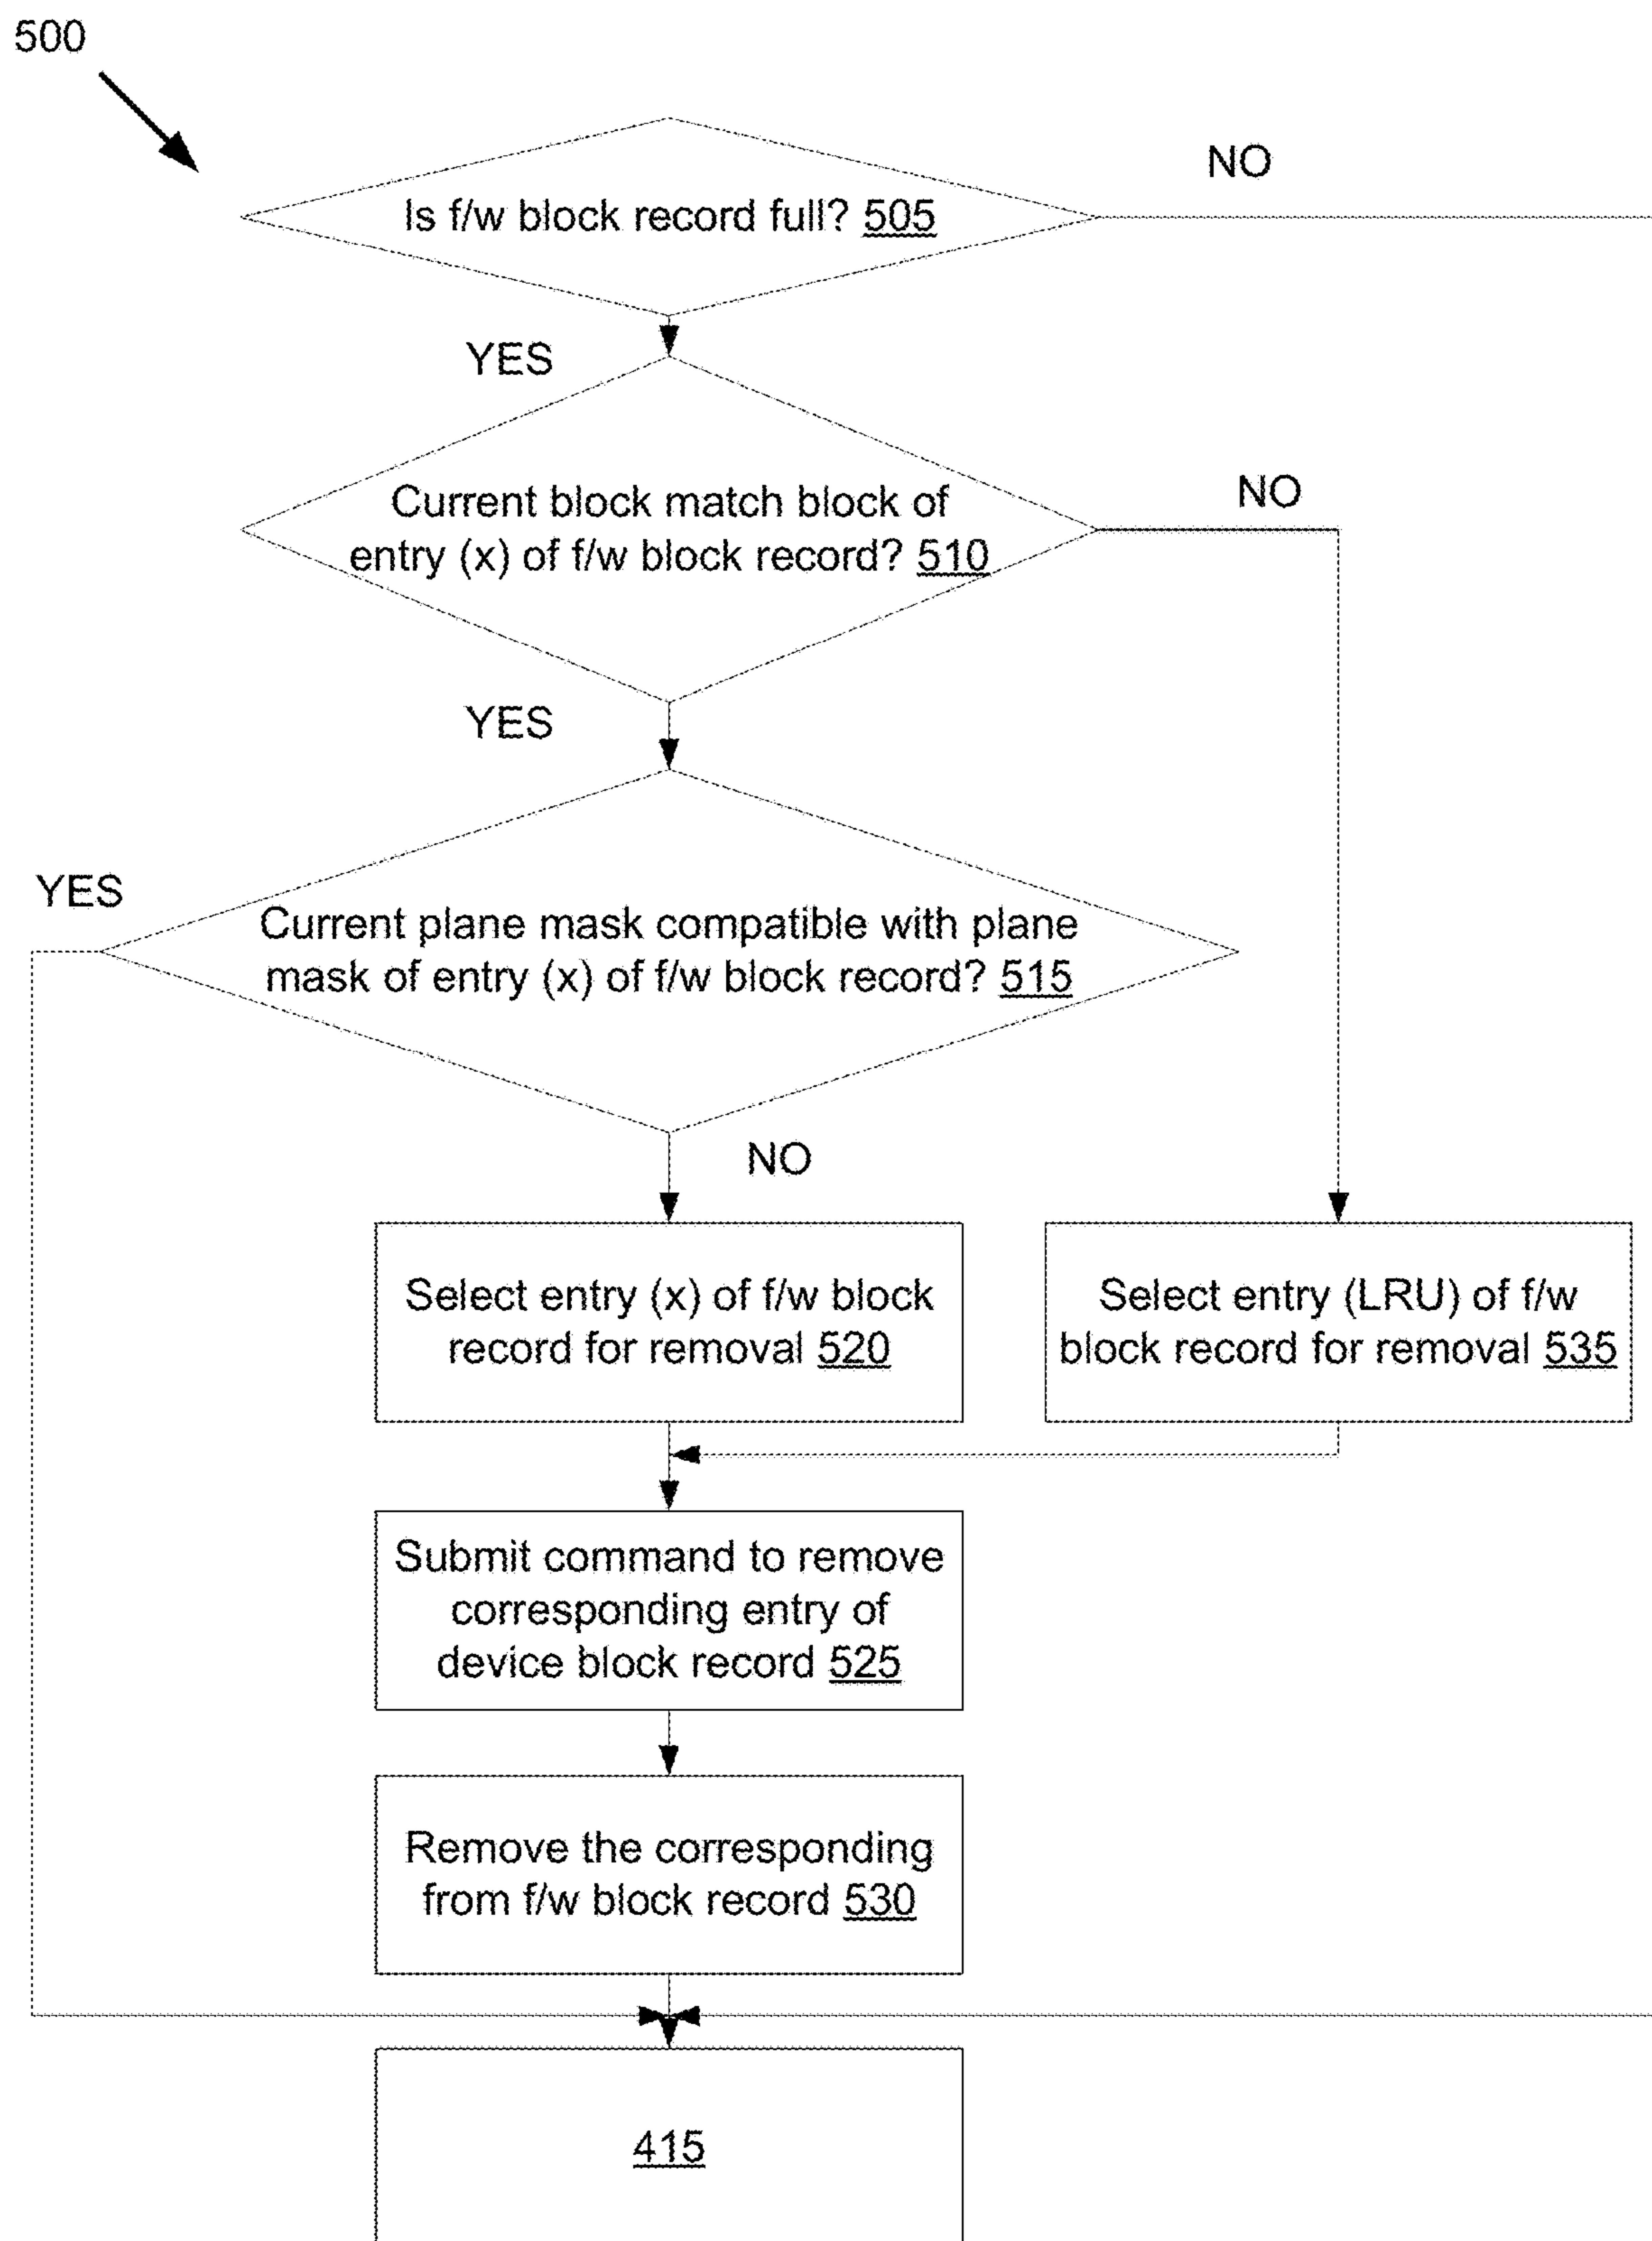 500
NO
Is f/w block record full? 505
YES
Current block match block of
entry (x) of f/w block record? 510
NO
YES
YES
Current plane mask compatible with plane
mask of entry (x) of f/w block record? 515
NO
Select entry (x) of f/w block
record for removal 520
Select entry (LRU) of f/w
block record for removal 535
Submit command to remove
corresponding entry of
device block record 525
Remove the corresponding
from f/w block record 530
415